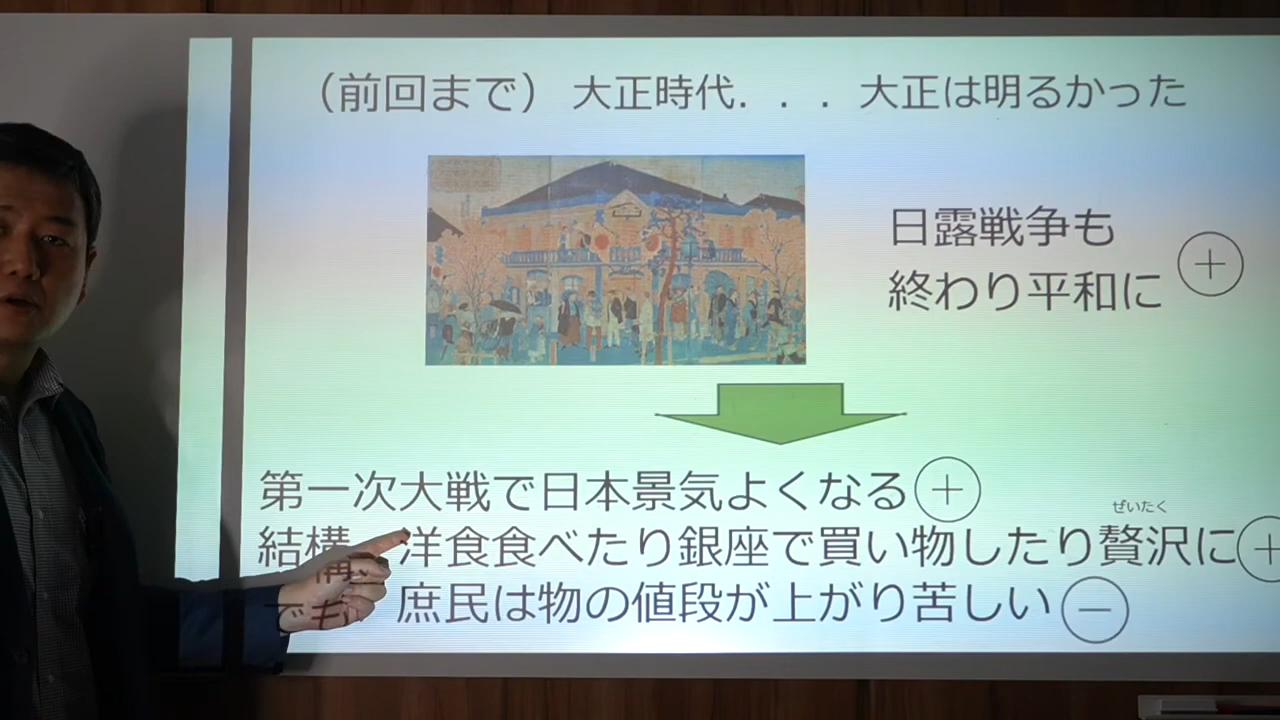 (前回まで) 大正時代. . . 大正は明るかった
日露戦争も
終わり平和に ＋
第一次大戦で日本景気よくなる ＋
ぜいたく
結構、洋食食べたり銀座で買い物したり贅沢に ＋
でも、庶民は物の値段が上がり苦しい －